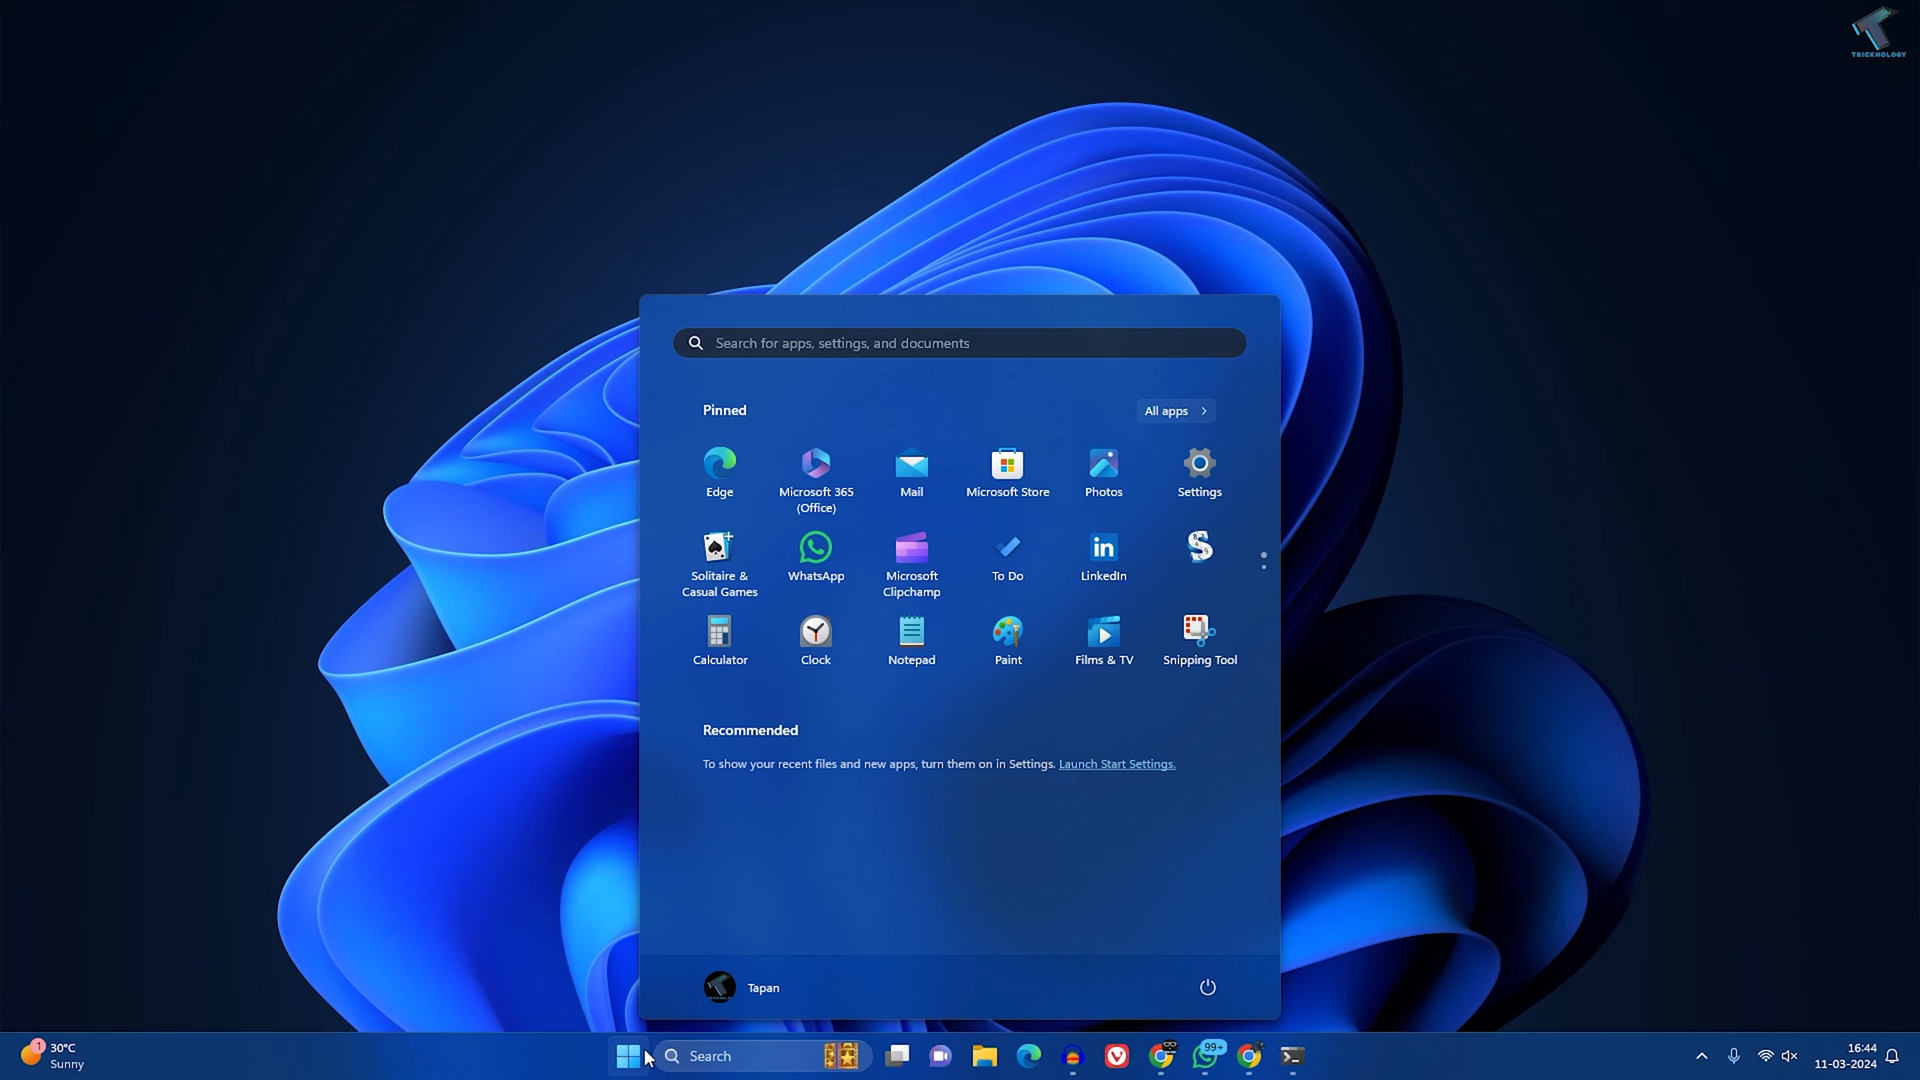 TRICKNOLOGY
Search for apps, settings, and documents
Pinned
All apps
Edge
Microsoft 365
(Office)
Mail
Microsoft Store
Photos
Settings
Solitaire &
Casual Games
WhatsApp
Microsoft
Clipchamp
To Do
in
LinkedIn
Calculator
Clock
Notepad
Paint
Films & TV
Snipping Tool
Recommended
To show your recent files and new apps, turn them on in Settings. Launch Start Settings.
Tapan
1
30°C
Sunny
Search
99+
16:44
11-03-2024